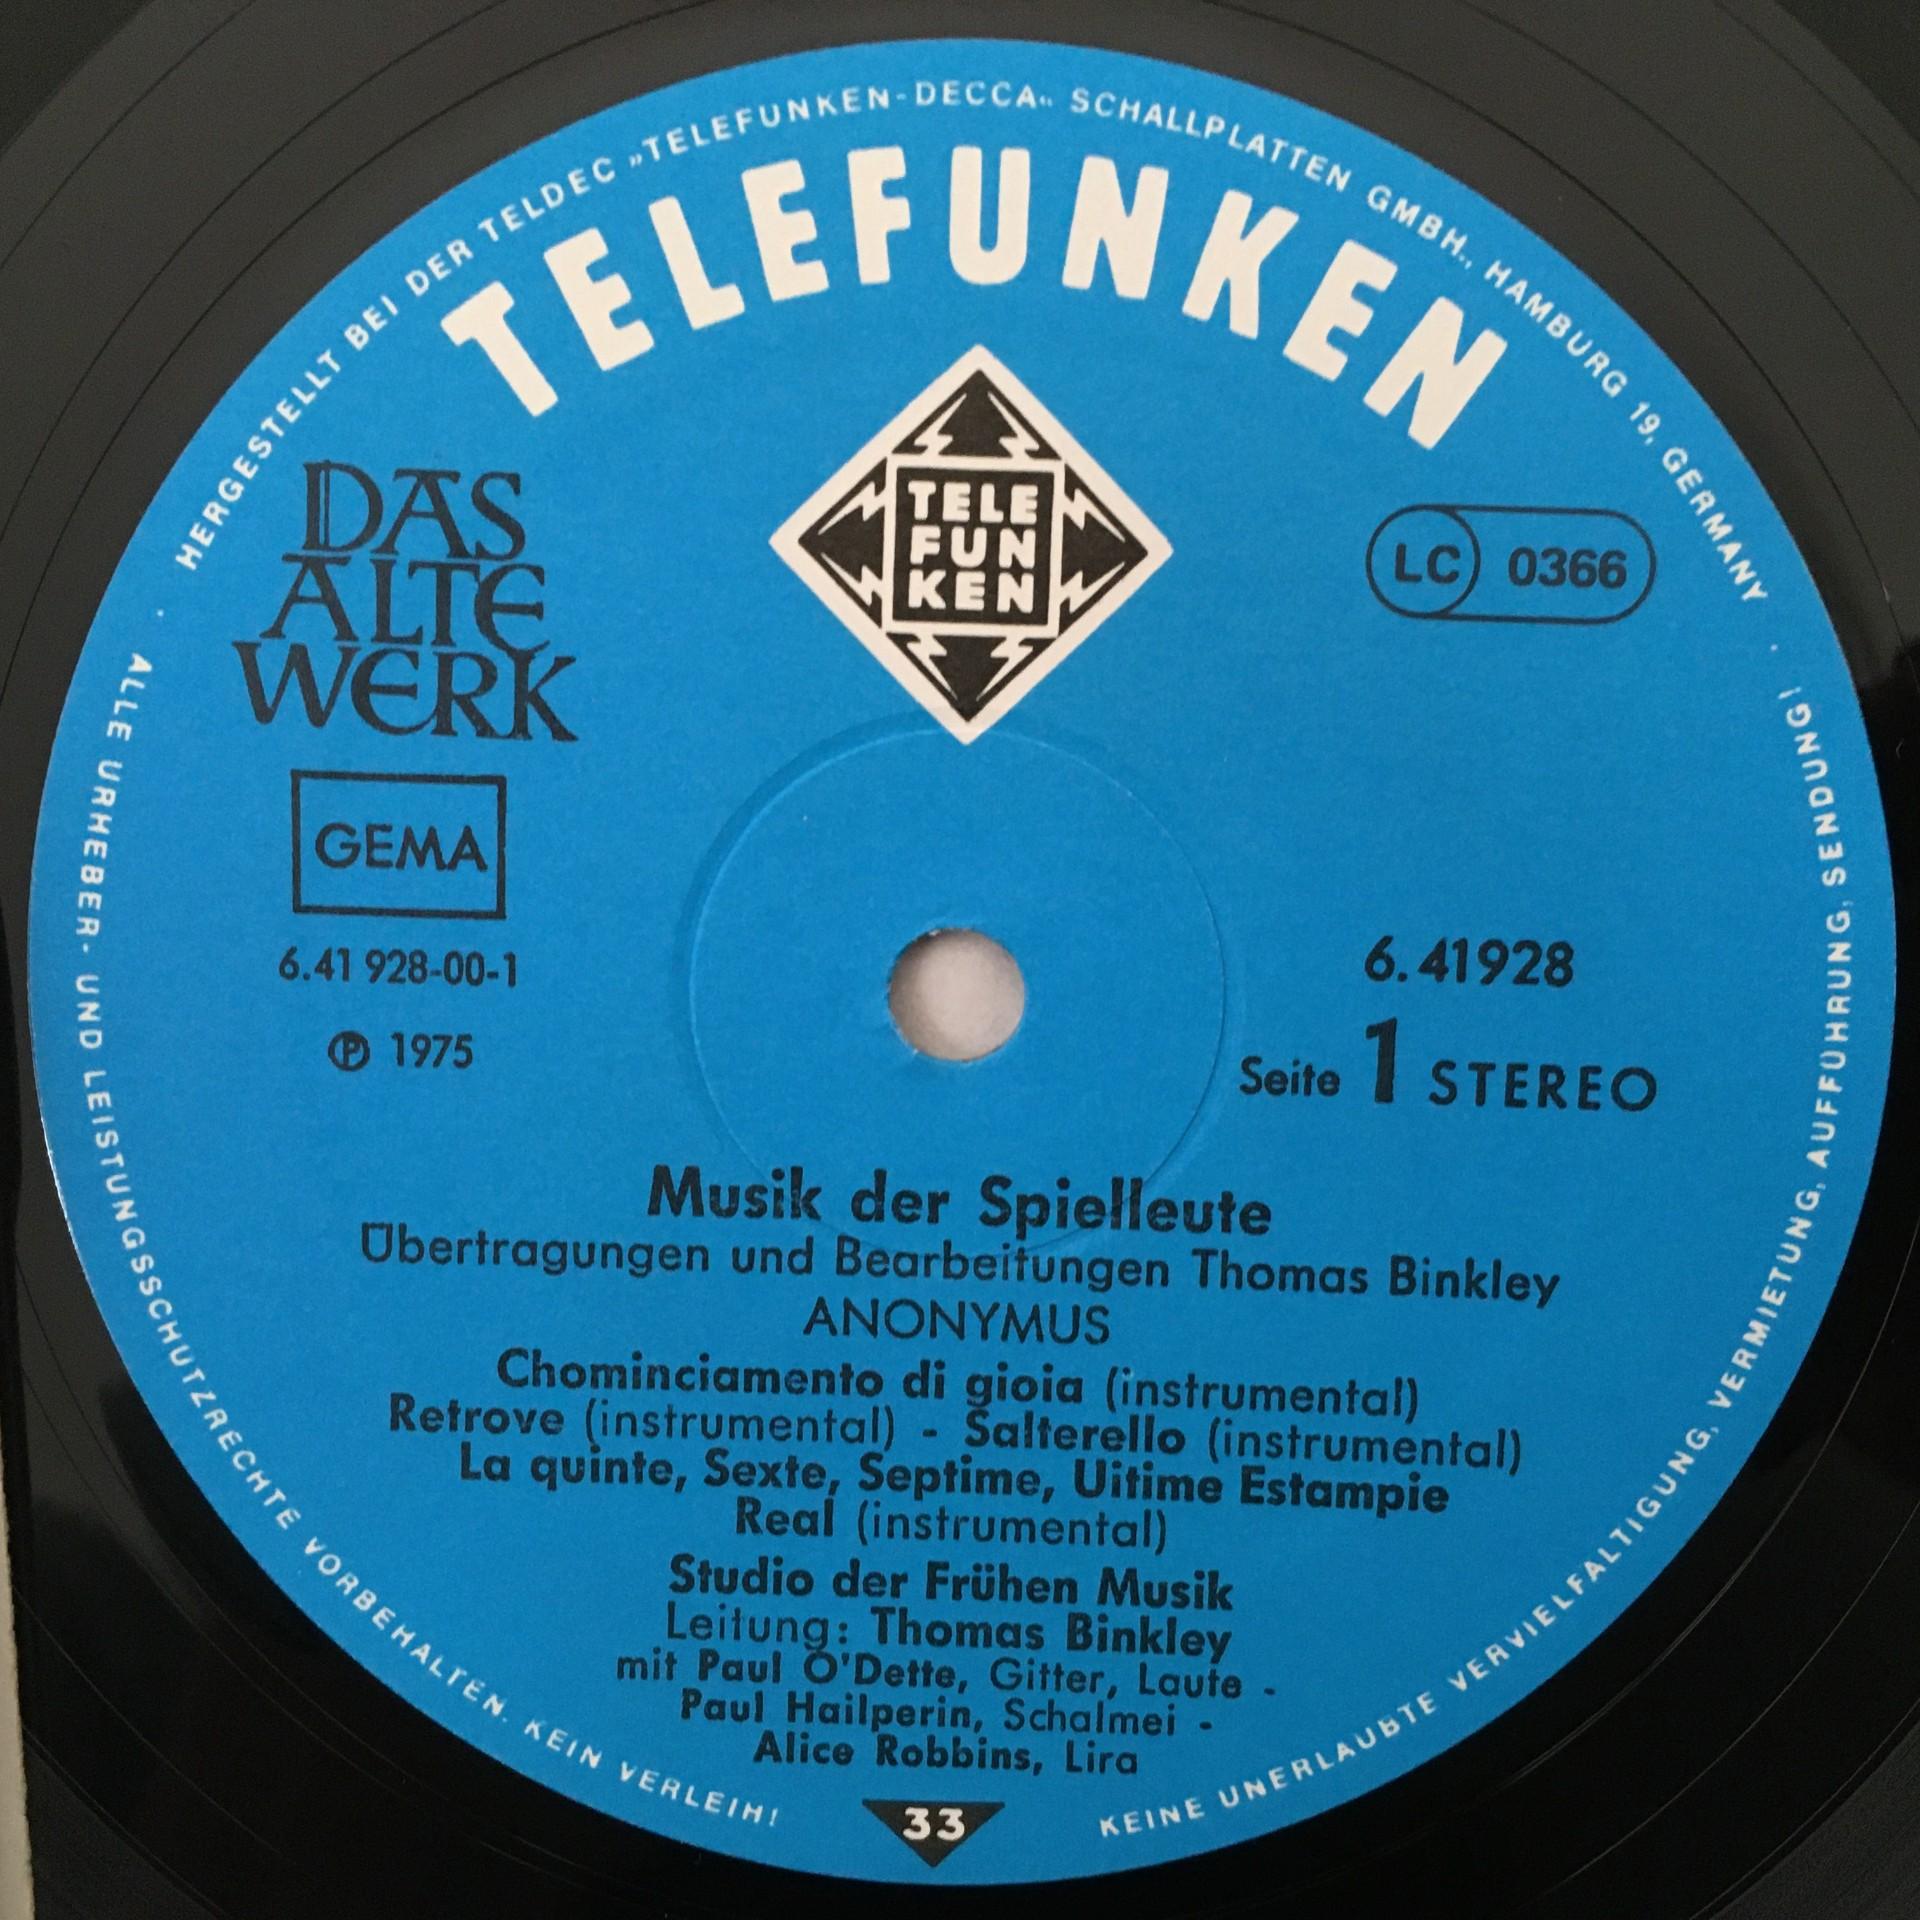 HERGESTELLT BEI DER TELDEC »TELEFUNKEN-DECCA« SCHALLPLATTEN GMBH., HAMBURG 19, GERMANY
TELEFUNKEN
TELE
FUN
KEN
DAS
ALTE
WERK
LC 0366
GEMA
6.41 928-00-1
℗ 1975
6.41928
Seite 1 STEREO
Musik der Spielleute
Übertragungen und Bearbeitungen Thomas Binkley
ANONYMUS
Chominciamento di gioia (instrumental)
Retrove (instrumental) - Salterello (instrumental)
La quinte, Sexte, Septime, Uitime Estampie
Real (instrumental)
Studio der Frühen Musik
Leitung: Thomas Binkley
mit Paul O'Dette, Gitter, Laute -
Paul Hailperin, Schalmei -
Alice Robbins, Lira
33
ALLE URHEBER- UND LEISTUNGSSCHUTZRECHTE VORBEHALTEN. KEIN VERLEIH!
KEINE UNERLAUBTE VERVIELFÄLTIGUNG, VERMIETUNG, AUFFÜHRUNG, SENDUNG!